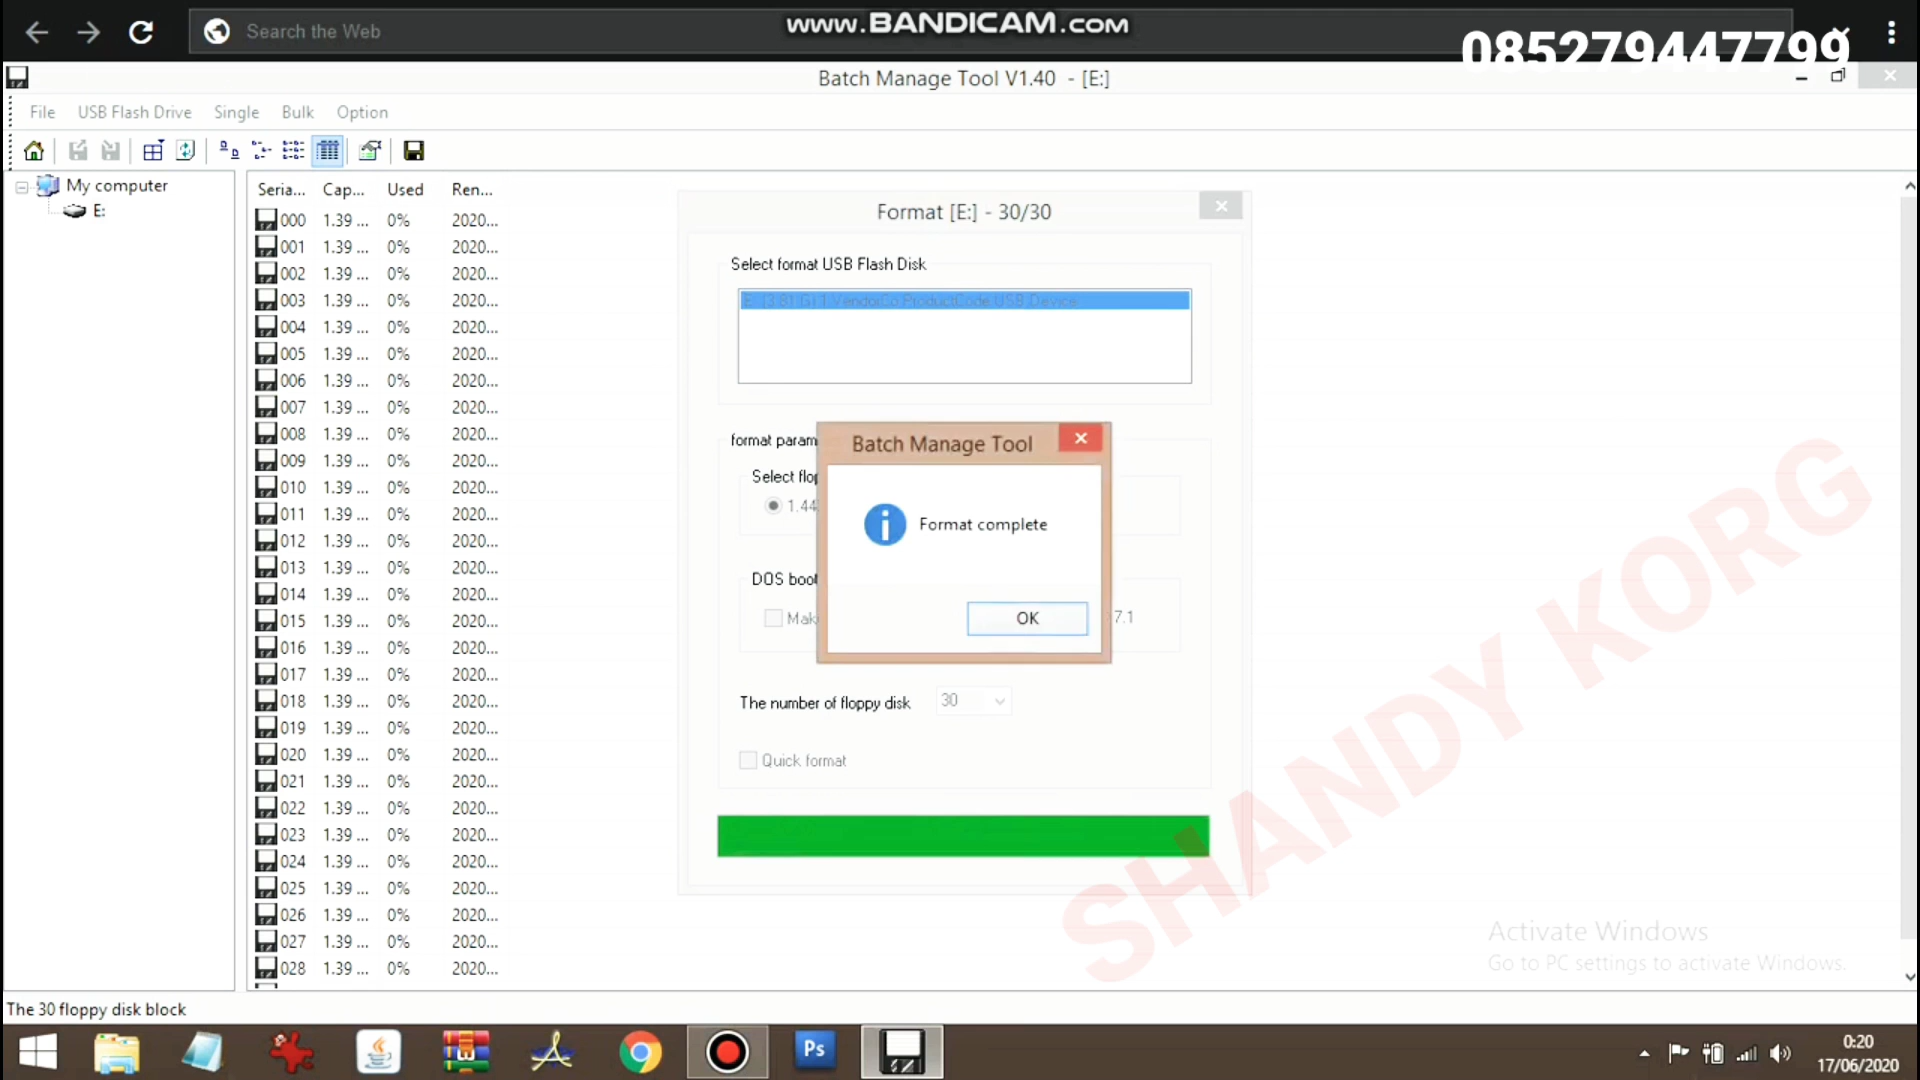 Search the Web
www.BANDICAM.com
085279447799
Batch Manage Tool V1.40 - [E:]
File USB Flash Drive Single Bulk Option
My computer
E:
Seria... Cap... Used Ren...
000 1.39 ... 0% 2020...
001 1.39 ... 0% 2020...
002 1.39 ... 0% 2020...
003 1.39 ... 0% 2020...
004 1.39 ... 0% 2020...
005 1.39 ... 0% 2020...
006 1.39 ... 0% 2020...
007 1.39 ... 0% 2020...
008 1.39 ... 0% 2020...
009 1.39 ... 0% 2020...
010 1.39 ... 0% 2020...
011 1.39 ... 0% 2020...
012 1.39 ... 0% 2020...
013 1.39 ... 0% 2020...
014 1.39 ... 0% 2020...
015 1.39 ... 0% 2020...
016 1.39 ... 0% 2020...
017 1.39 ... 0% 2020...
018 1.39 ... 0% 2020...
019 1.39 ... 0% 2020...
020 1.39 ... 0% 2020...
021 1.39 ... 0% 2020...
022 1.39 ... 0% 2020...
023 1.39 ... 0% 2020...
024 1.39 ... 0% 2020...
025 1.39 ... 0% 2020...
026 1.39 ... 0% 2020...
027 1.39 ... 0% 2020...
028 1.39 ... 0% 2020...
Format [E:] - 30/30
Select format USB Flash Disk
E: (3.81 G) 1 VendorCo ProductCode USB Device
format param
Select flop
1.44
DOS boot
Mak
7.1
Batch Manage Tool
Format complete
OK
The number of floppy disk 30
Quick format
SHANDY KORG
Activate Windows
Go to PC settings to activate Windows.
The 30 floppy disk block
Ps
0:20
17/06/2020